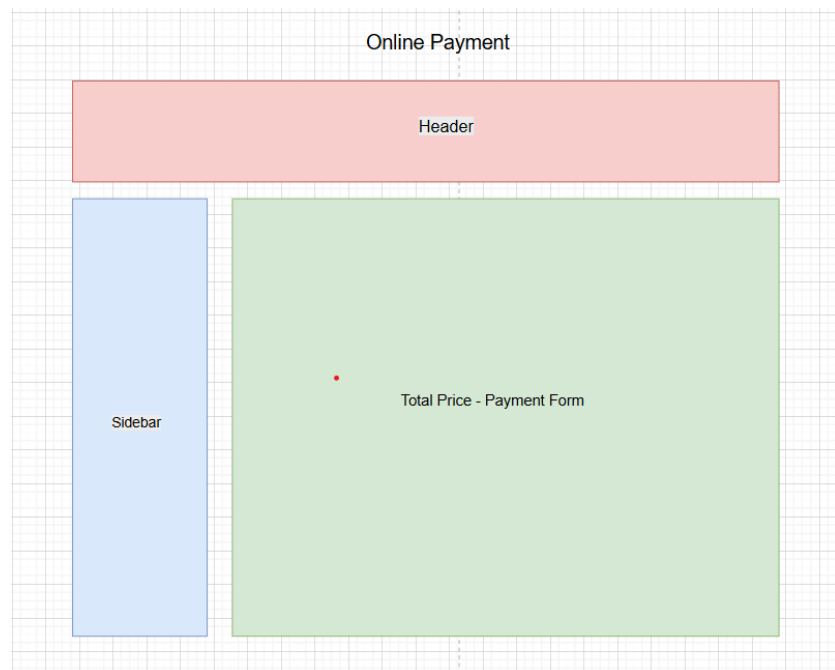 Online Payment
Header
Sidebar
Total Price - Payment Form